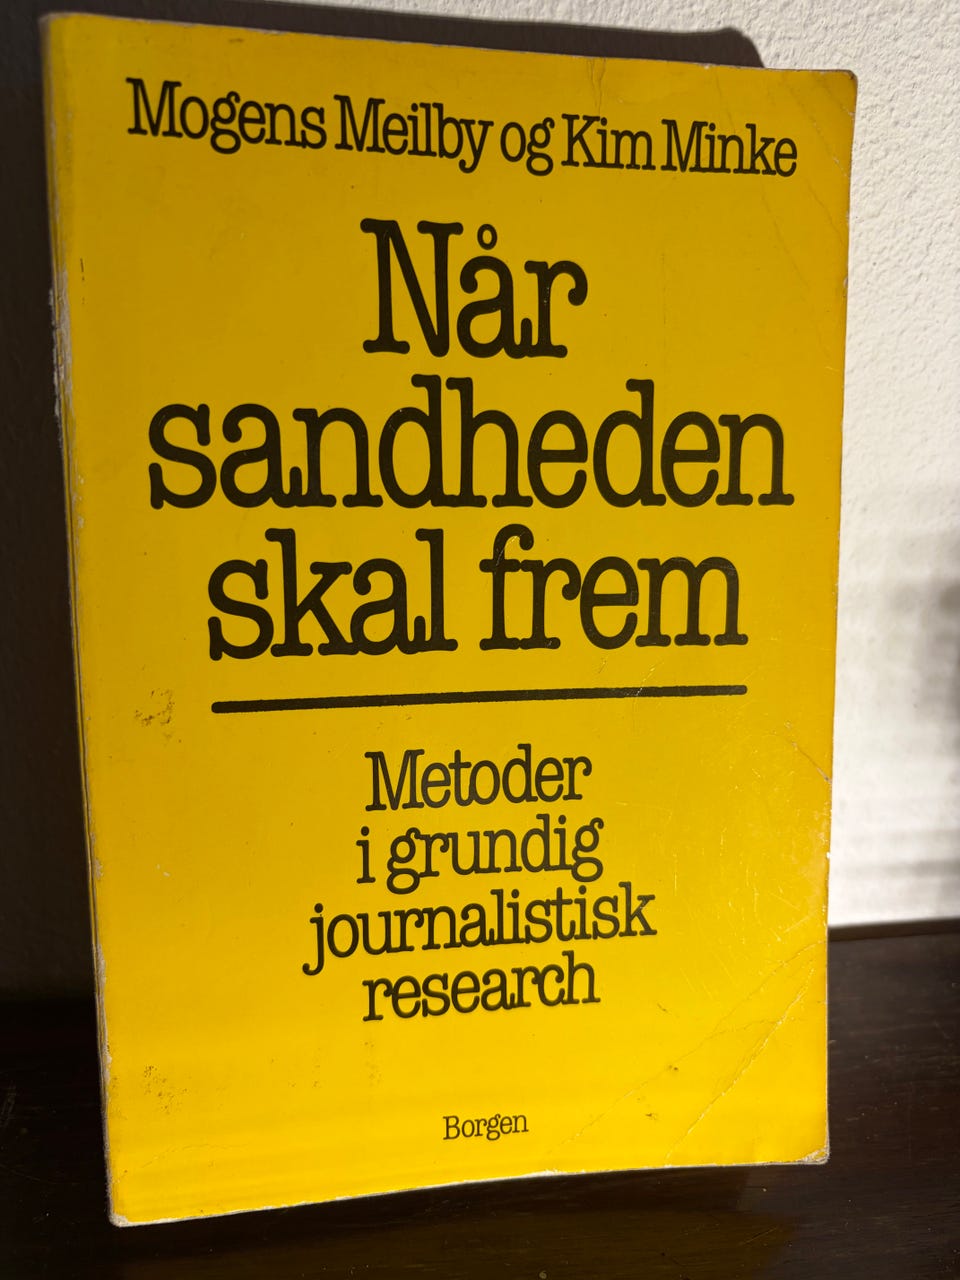 Mogens Meilby og Kim Minke
Når
sandheden
skal frem
Metoder
i grundig
journalistisk
research
Borgen